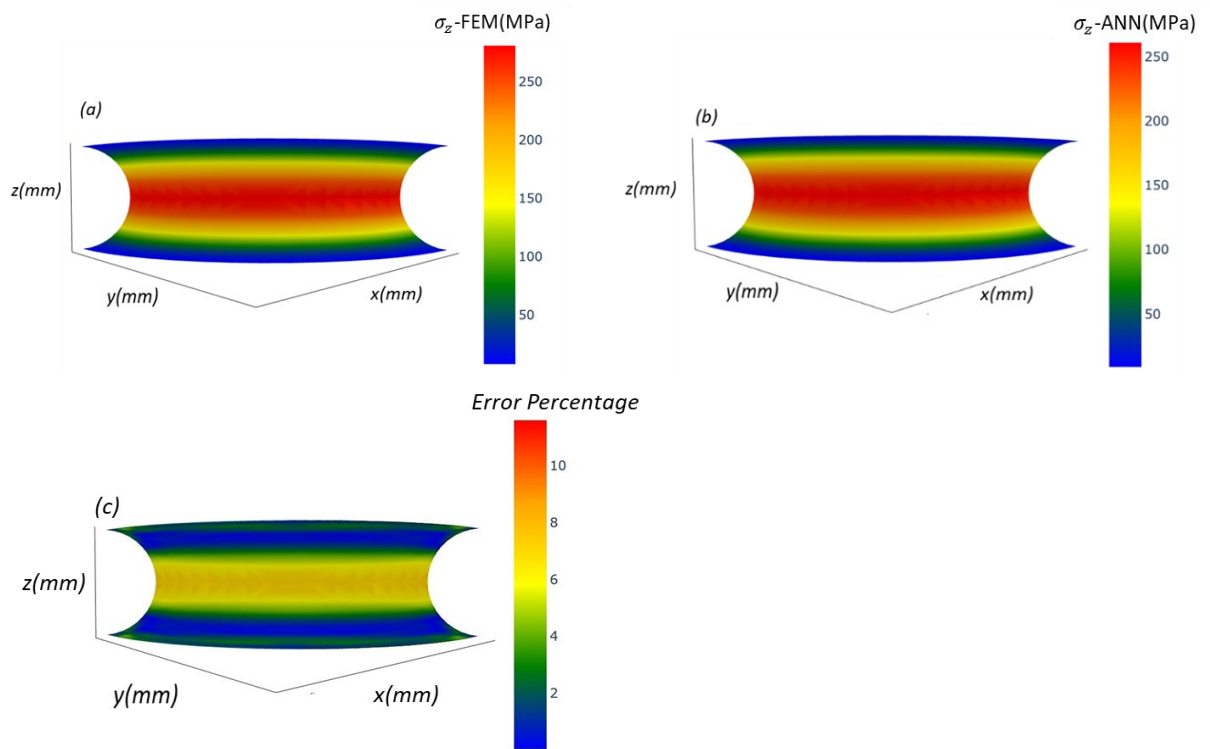 σz-FEM(MPa)
(a)
250
200
150
100
50
z(mm)
y(mm)
x(mm)
σz-ANN(MPa)
(b)
250
200
150
100
50
z(mm)
y(mm)
x(mm)
Error Percentage
(c)
10
8
6
4
2
z(mm)
y(mm)
x(mm)